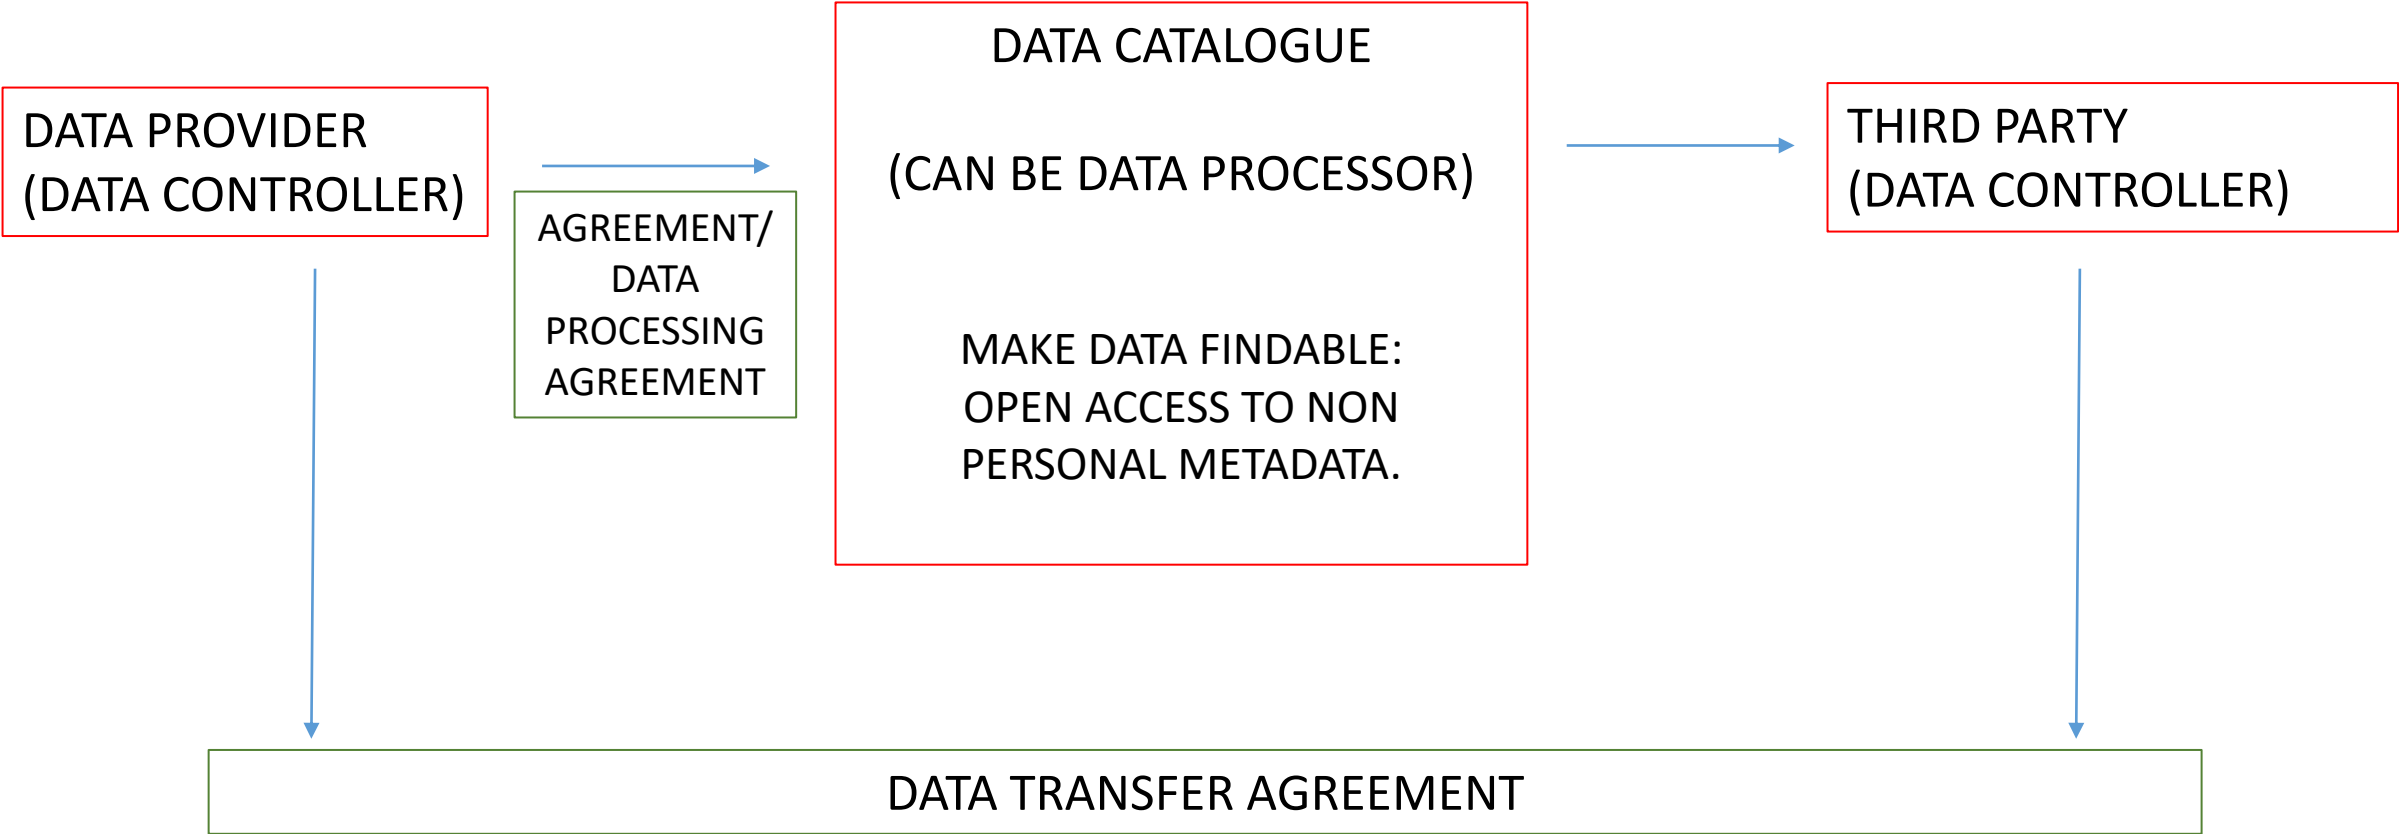 DATA PROVIDER
(DATA CONTROLLER)
AGREEMENT/
DATA
PROCESSING
AGREEMENT
DATA CATALOGUE
(CAN BE DATA PROCESSOR)
MAKE DATA FINDABLE:
OPEN ACCESS TO NON
PERSONAL METADATA.
THIRD PARTY
(DATA CONTROLLER)
DATA TRANSFER AGREEMENT